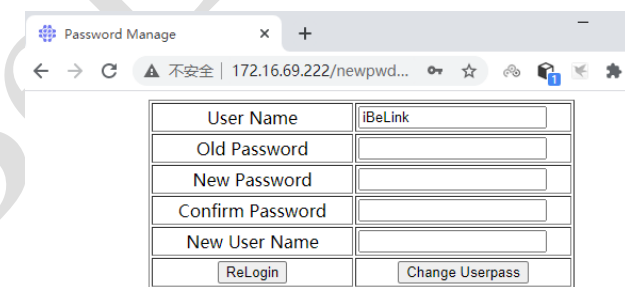 Password Manage
不安全 | 172.16.69.222/newpwd...
1
User Name iBeLink
Old Password
New Password
Confirm Password
New User Name
ReLogin Change Userpass